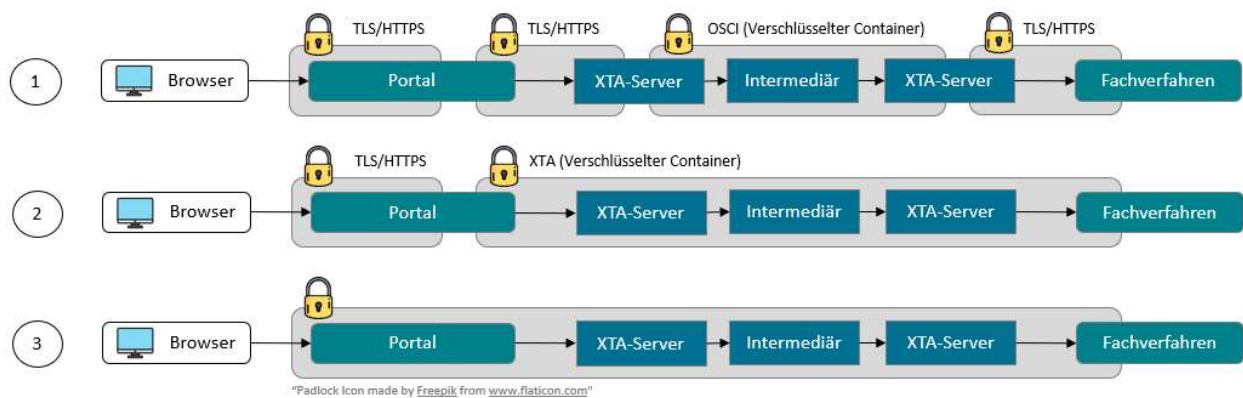 TLS/HTTPS TLS/HTTPS OSCI (Verschlüsselter Container) TLS/HTTPS
1 Browser Portal XTA-Server Intermediär XTA-Server Fachverfahren
TLS/HTTPS XTA (Verschlüsselter Container)
2 Browser Portal XTA-Server Intermediär XTA-Server Fachverfahren
3 Browser Portal XTA-Server Intermediär XTA-Server Fachverfahren
"Padlock Icon made by Freepik from www.flaticon.com"